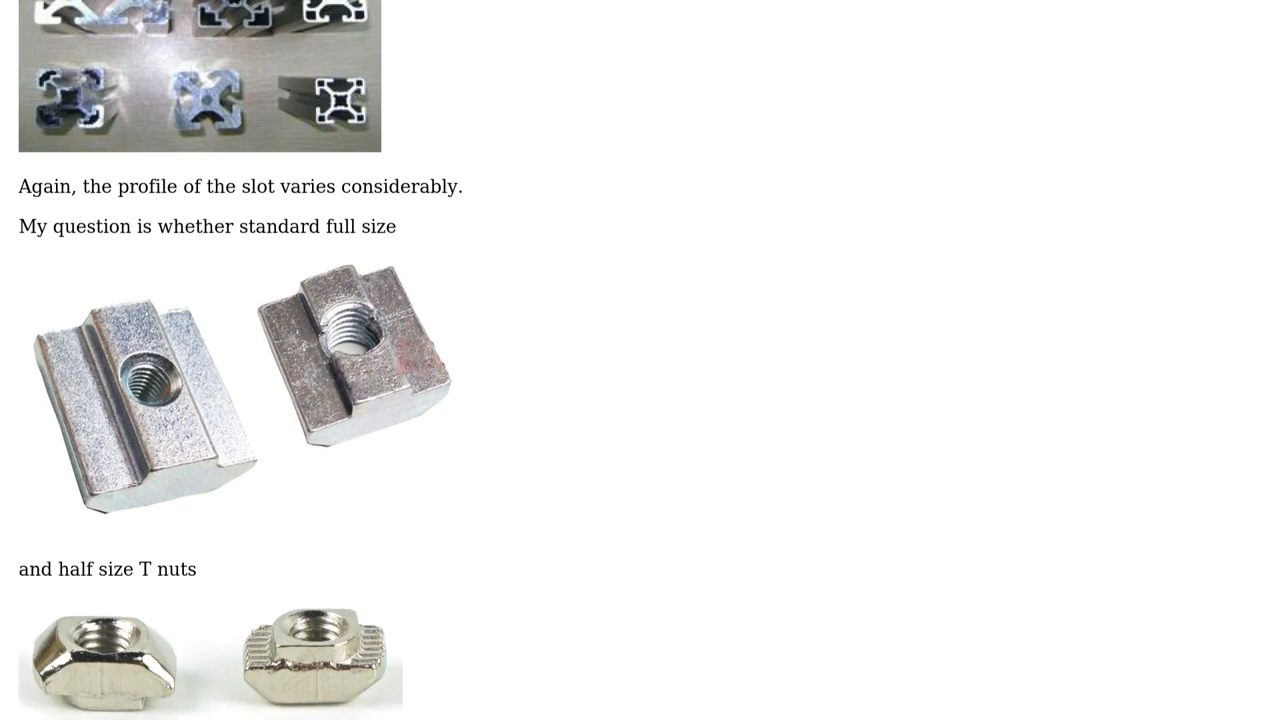 Again, the profile of the slot varies considerably.
My question is whether standard full size
and half size T nuts